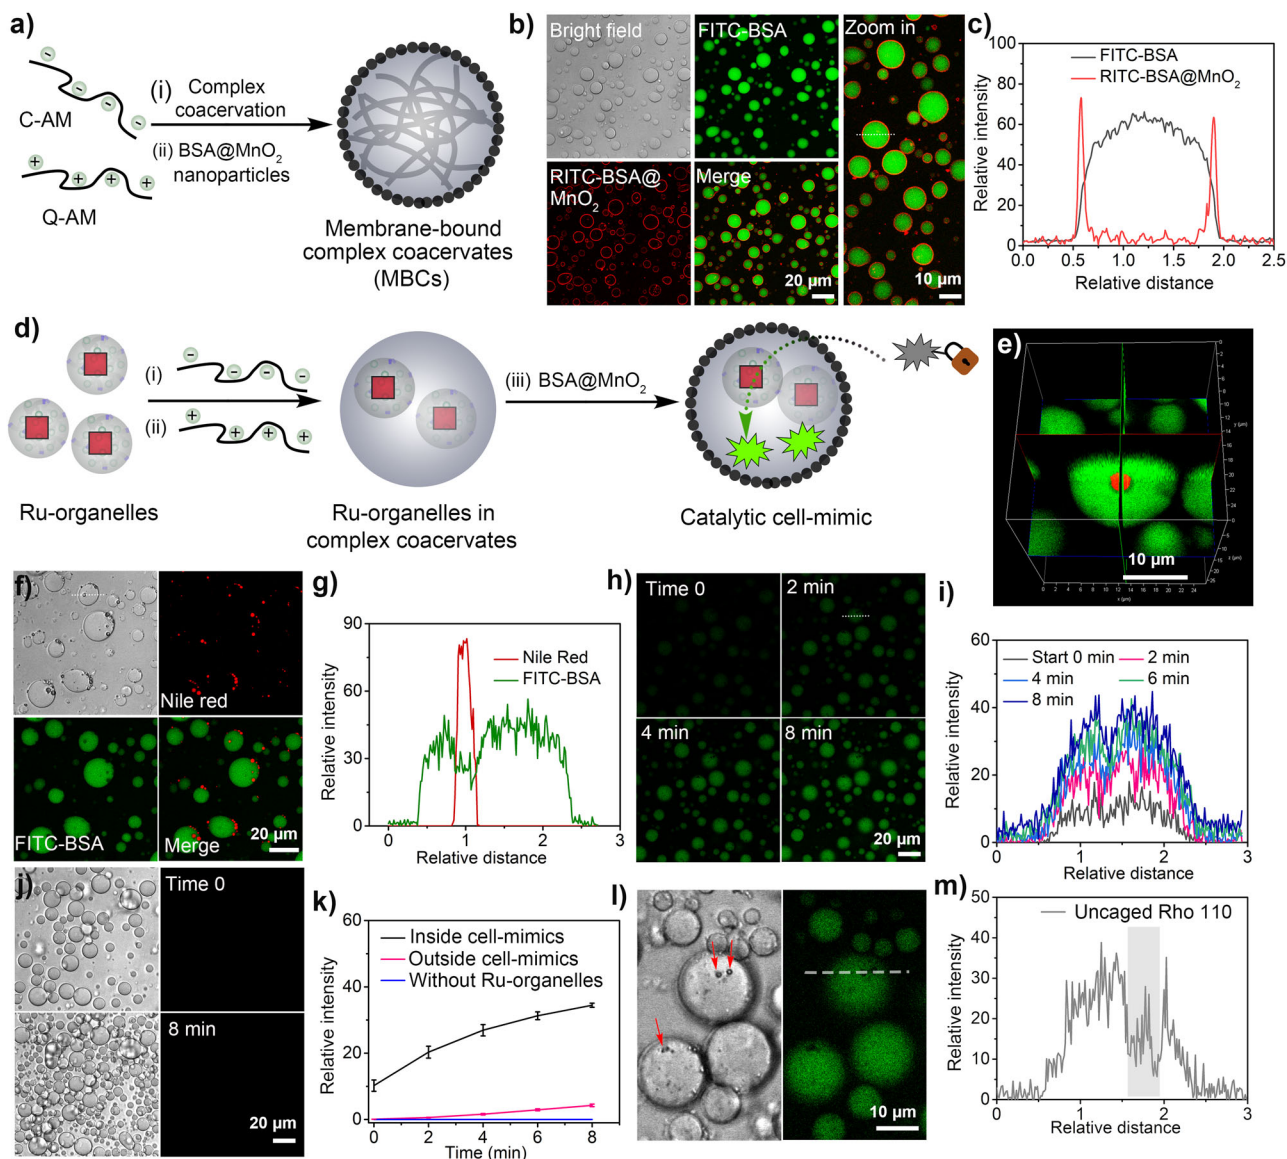 a)
C-AM
Q-AM
(i) Complex
coacervation
(ii) BSA@MnO₂
nanoparticles
Membrane-bound
complex coacervates
(MBCs)
b)
Bright field
FITC-BSA
Zoom in
RITC-BSA@
MnO₂
Merge
20 µm
10 µm
c)
100
80
60
40
20
0
FITC-BSA
RITC-BSA@MnO₂
Relative intensity
0.0 0.5 1.0 1.5 2.0 2.5
Relative distance
d)
(i)
(ii)
(iii) BSA@MnO₂
Ru-organelles
Ru-organelles in
complex coacervates
Catalytic cell-mimic
e)
10 µm
f)
Nile red
FITC-BSA
Merge
20 µm
g)
90
60
30
0
Nile Red
FITC-BSA
Relative intensity
0 1 2 3
Relative distance
h)
Time 0
2 min
4 min
8 min
20 µm
i)
60
40
20
0
Start 0 min
2 min
4 min
6 min
8 min
Relative intensity
0 1 2 3
Relative distance
j)
Time 0
8 min
20 µm
k)
60
40
20
0
Inside cell-mimics
Outside cell-mimics
Without Ru-organelles
Relative intensity
0 2 4 6 8
Time (min)
l)
10 µm
m)
50
40
30
20
10
0
Uncaged Rho 110
Relative intensity
0 1 2 3
Relative distance